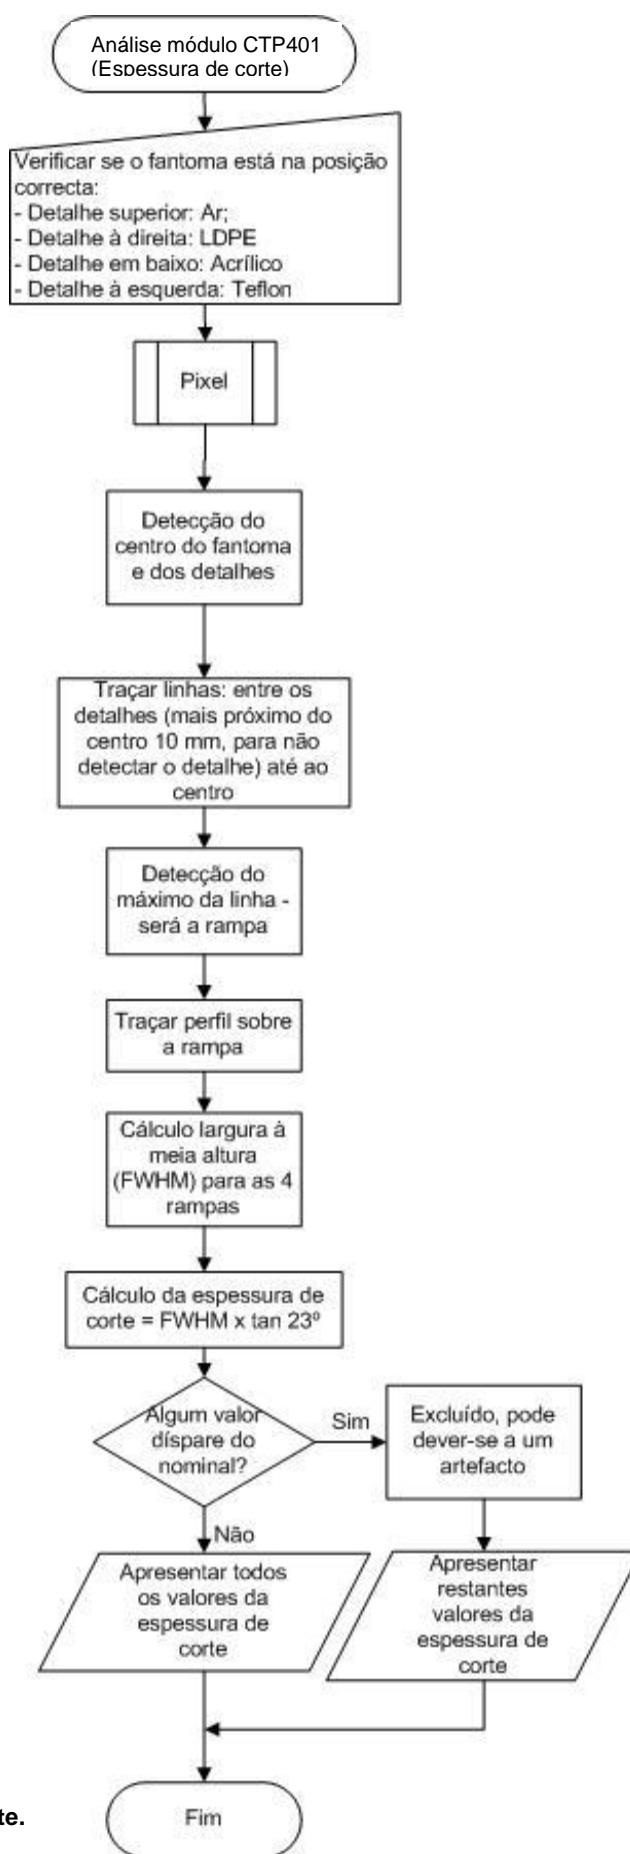 Análise módulo CTP401
(Espessura de corte)
Verificar se o fantoma está na posição
correcta:
- Detalhe superior: Ar;
- Detalhe à direita: LDPE
- Detalhe em baixo: Acrílico
- Detalhe à esquerda: Teflon
Pixel
Detecção do
centro do fantoma
e dos detalhes
Traçar linhas: entre os
detalhes (mais próximo do
centro 10 mm, para não
detectar o detalhe) até ao
centro
Detecção do
máximo da linha -
será a rampa
Traçar perfil sobre
a rampa
Cálculo largura à
meia altura
(FWHM) para as 4
rampas
Cálculo da espessura de
corte = FWHM x tan 23º
Algum valor
díspare do
nominal?
Sim
Excluído, pode
dever-se a um
artefacto
Não
Apresentar todos
os valores da
espessura de
corte
Apresentar
restantes
valores da
espessura de
corte
te.
Fim